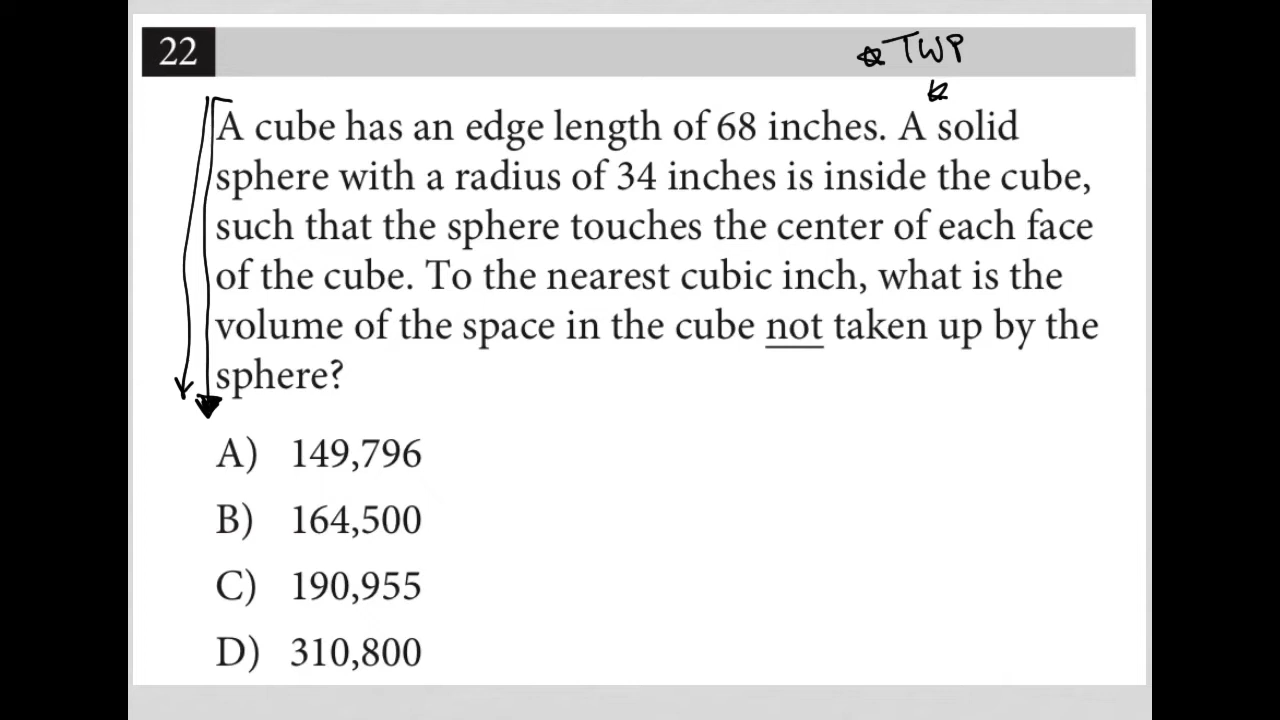 22
TWP
A cube has an edge length of 68 inches. A solid
sphere with a radius of 34 inches is inside the cube,
such that the sphere touches the center of each face
of the cube. To the nearest cubic inch, what is the
volume of the space in the cube not taken up by the
sphere?
A) 149,796
B) 164,500
C) 190,955
D) 310,800